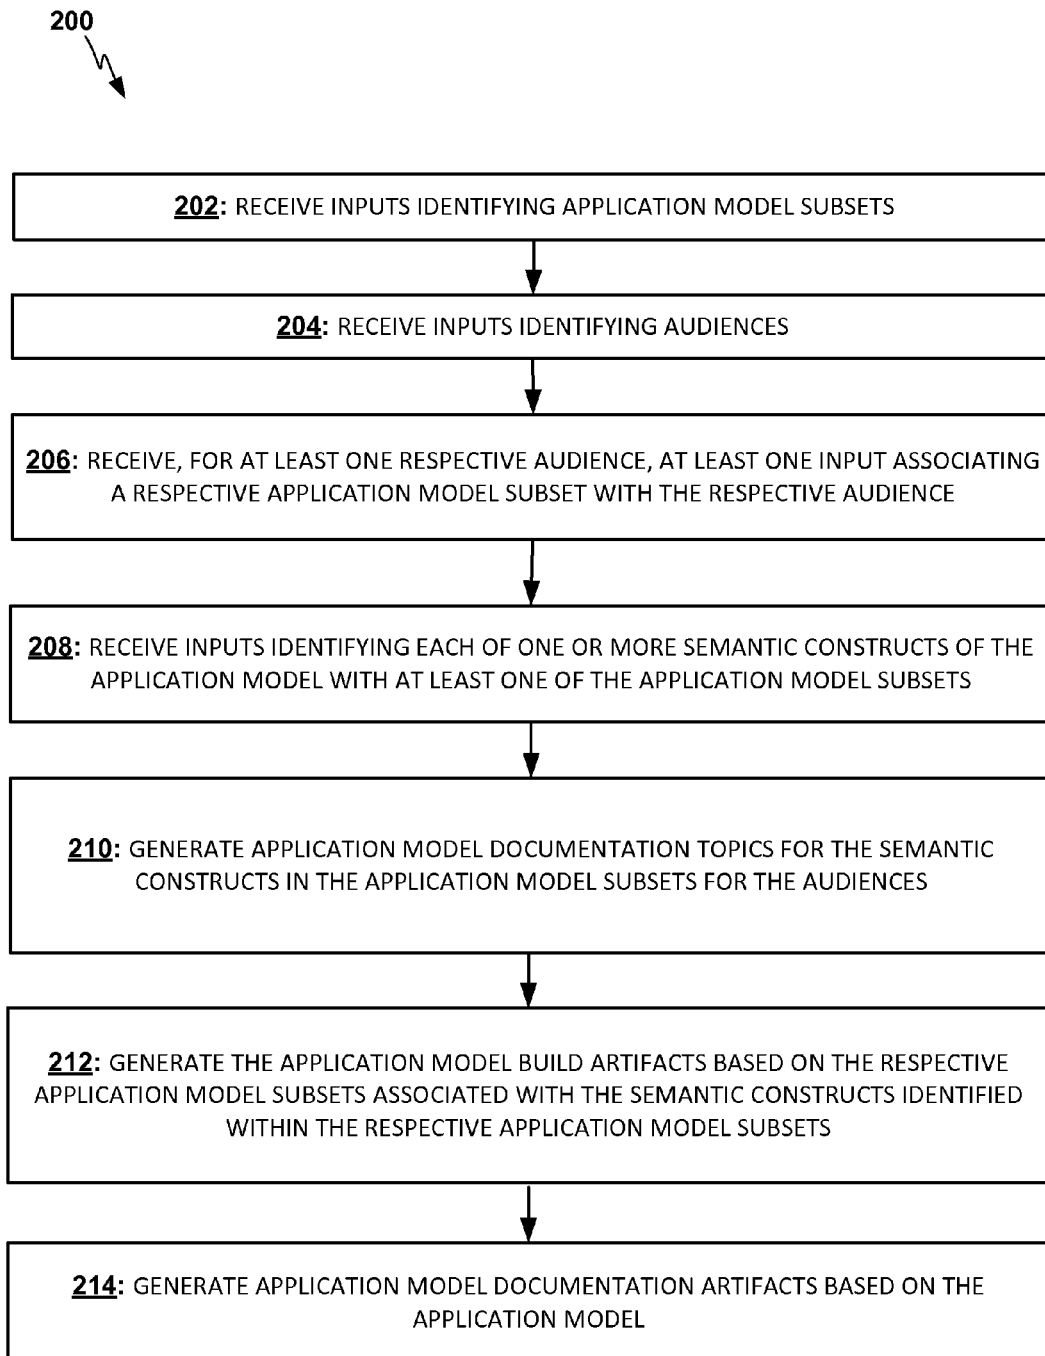 200
202: RECEIVE INPUTS IDENTIFYING APPLICATION MODEL SUBSETS
204: RECEIVE INPUTS IDENTIFYING AUDIENCES
206: RECEIVE, FOR AT LEAST ONE RESPECTIVE AUDIENCE, AT LEAST ONE INPUT ASSOCIATING
A RESPECTIVE APPLICATION MODEL SUBSET WITH THE RESPECTIVE AUDIENCE
208: RECEIVE INPUTS IDENTIFYING EACH OF ONE OR MORE SEMANTIC CONSTRUCTS OF THE
APPLICATION MODEL WITH AT LEAST ONE OF THE APPLICATION MODEL SUBSETS
210: GENERATE APPLICATION MODEL DOCUMENTATION TOPICS FOR THE SEMANTIC
CONSTRUCTS IN THE APPLICATION MODEL SUBSETS FOR THE AUDIENCES
212: GENERATE THE APPLICATION MODEL BUILD ARTIFACTS BASED ON THE RESPECTIVE
APPLICATION MODEL SUBSETS ASSOCIATED WITH THE SEMANTIC CONSTRUCTS IDENTIFIED
WITHIN THE RESPECTIVE APPLICATION MODEL SUBSETS
214: GENERATE APPLICATION MODEL DOCUMENTATION ARTIFACTS BASED ON THE
APPLICATION MODEL